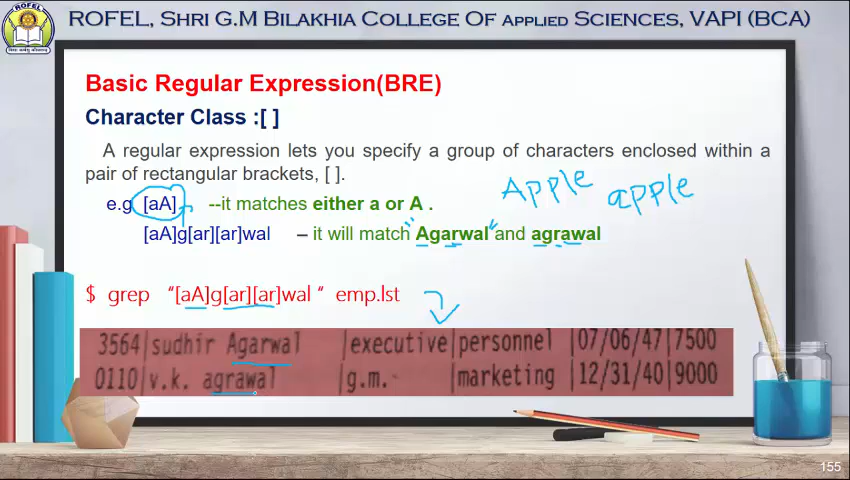 ROFEL, SHRI G.M BILAKHIA COLLEGE OF APPLIED SCIENCES, VAPI (BCA)
ROFEL
Basic Regular Expression(BRE)
Character Class :[ ]
A regular expression lets you specify a group of characters enclosed within a
pair of rectangular brackets, [ ].
Apple apple
e.g [aA] --it matches either a or A .
[aA]g[ar][ar]wal – it will match "Agarwal" and agrawal
$ grep “[aA]g[ar][ar]wal “ emp.lst
3564|sudhir Agarwal |executive|personnel |07/06/47|7500
0110|v.k. agrawal |g.m. |marketing |12/31/40|9000
155